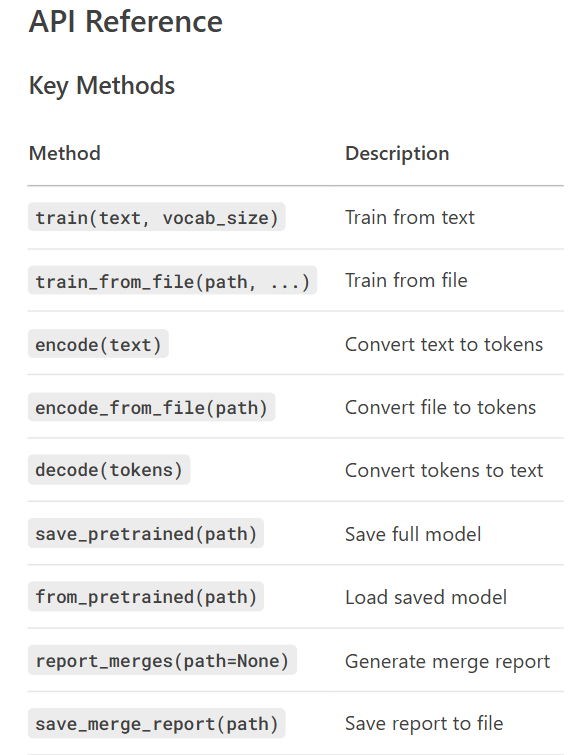 API Reference
Key Methods
Method Description
train(text, vocab_size) Train from text
train_from_file(path, ...) Train from file
encode(text) Convert text to tokens
encode_from_file(path) Convert file to tokens
decode(tokens) Convert tokens to text
save_pretrained(path) Save full model
from_pretrained(path) Load saved model
report_merges(path=None) Generate merge report
save_merge_report(path) Save report to file